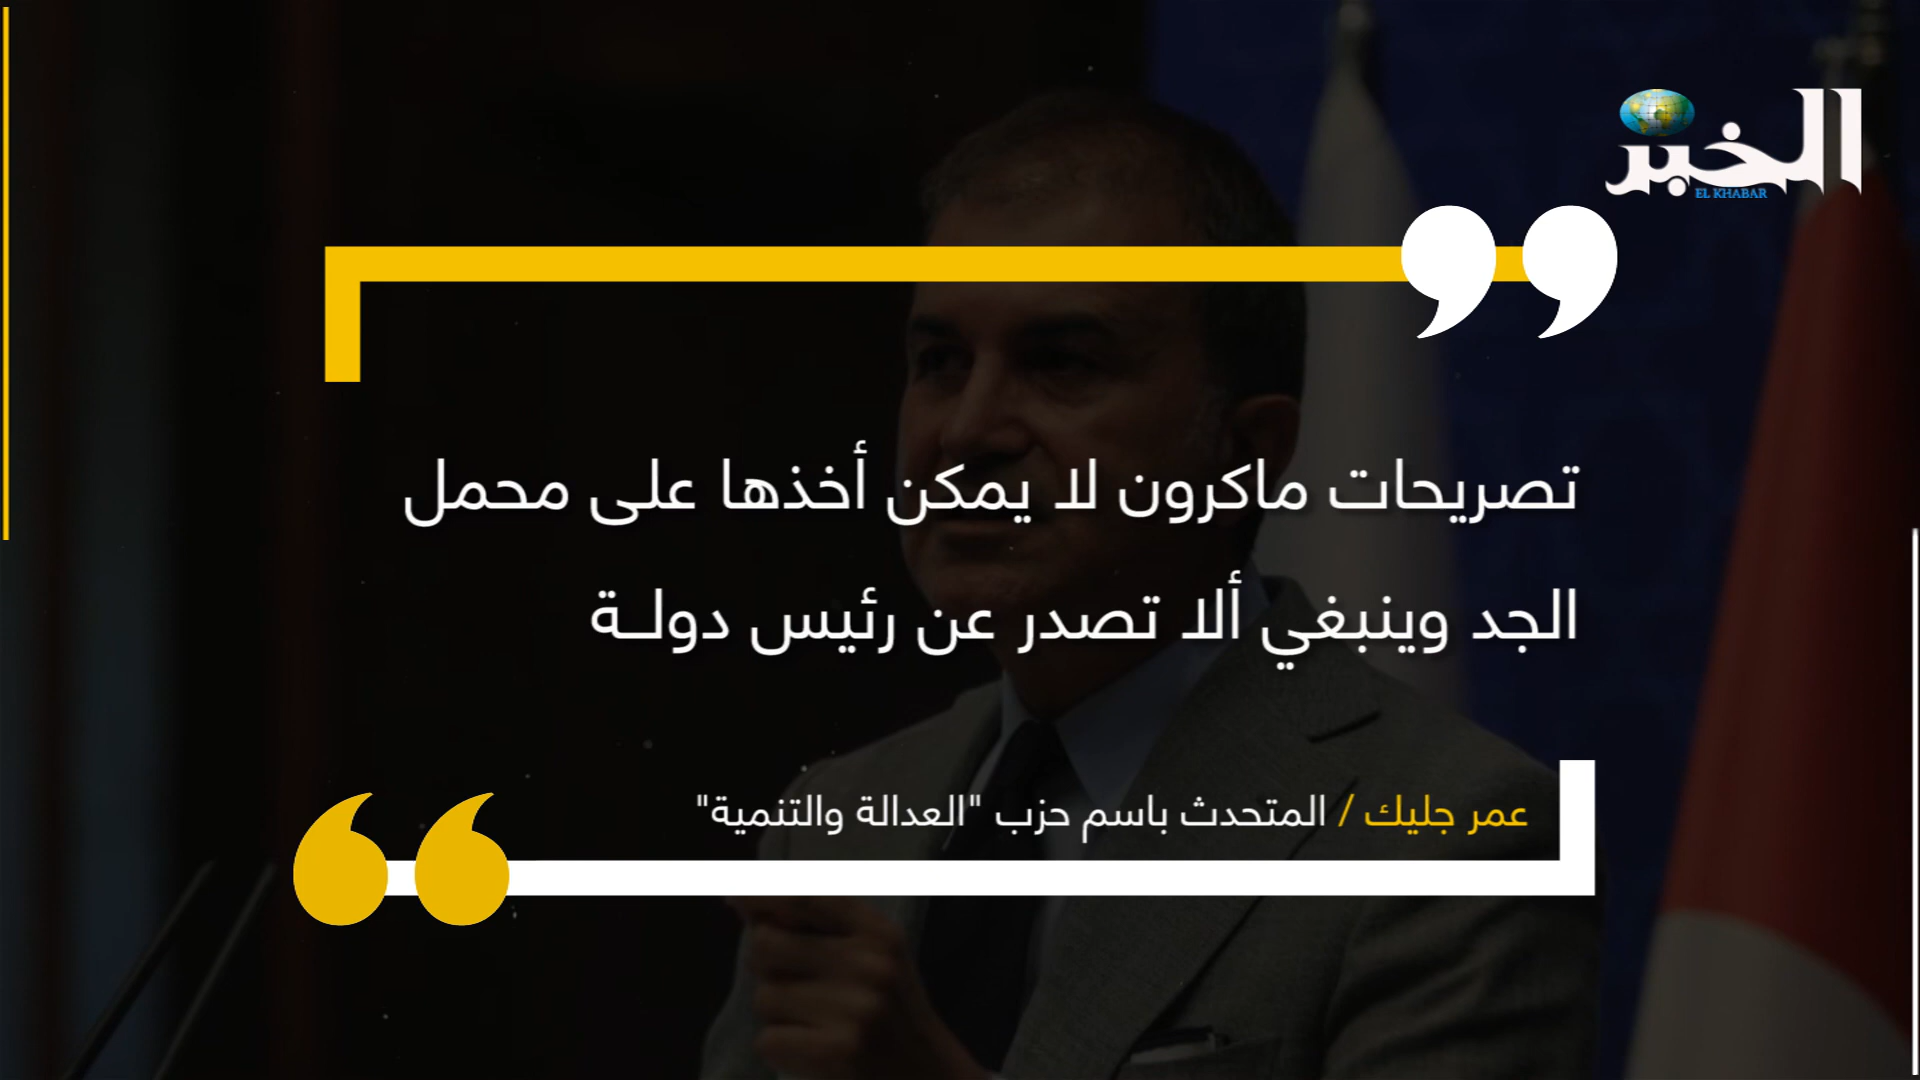 الخبر
EL KHABAR
تصريحات ماكرون لا يمكن أخذها على محمل
الجد وينبغي ألا تصدر عن رئيس دولـة
عمر جليك / المتحدث باسم حزب "العدالة والتنمية"